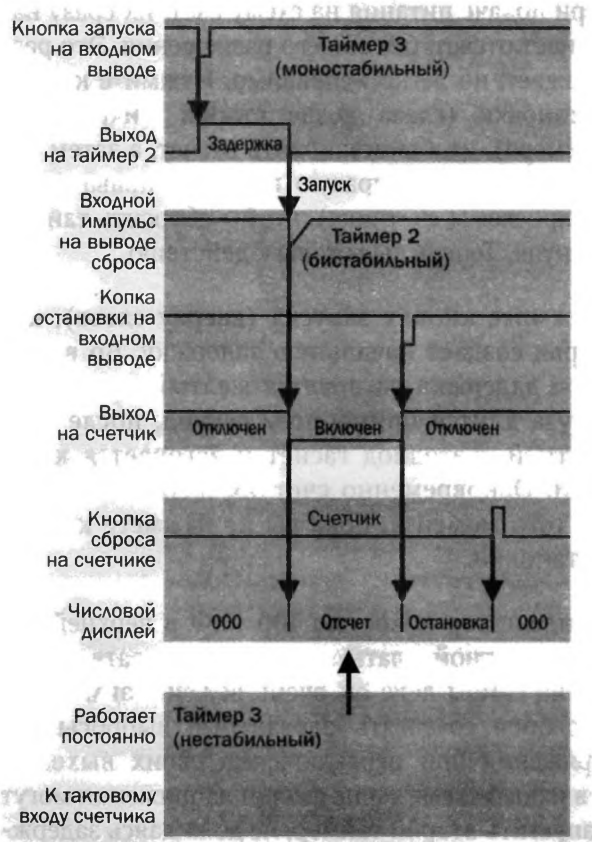 Кнопка запуска
на входном
выводе
Таймер 3
(моностабильный)
Выход
на таймер 2
Задержка
Запуск
Входной
импульс
на выводе
сброса
Таймер 2
(бистабильный)
Копка
остановки на
входном
выводе
Выход
на счетчик
Отключен
Включен
Отключен
Кнопка
сброса
на счетчике
Счетчик
Числовой
дисплей
000
Отсчет
Остановка
000
Работает
постоянно
Таймер 3
(нестабильный)
К тактовому
входу счетчика